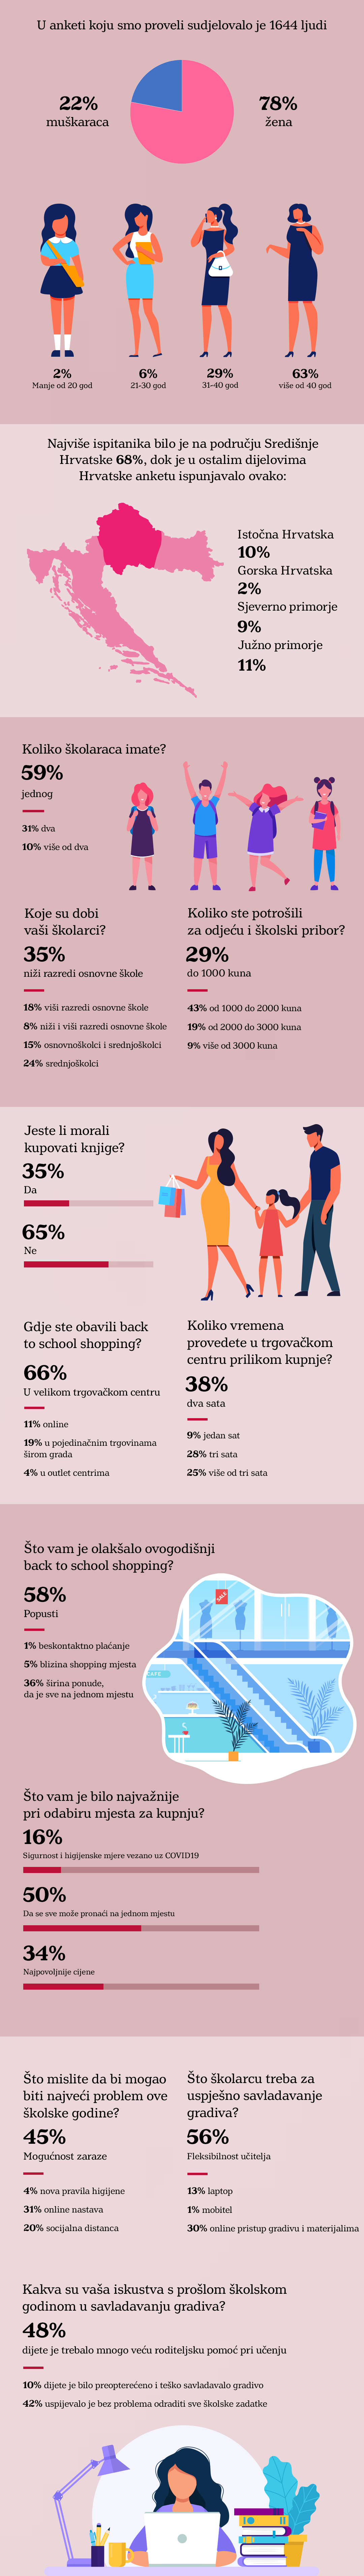 U anketi koju smo proveli sudjelovalo je 1644 ljudi
22%
muškaraca
78%
žena
2%
Manje od 20 god
6%
21-30 god
29%
31-40 god
63%
više od 40 god
Najviše ispitanika bilo je na području Središnje
Hrvatske 68%, dok je u ostalim dijelovima
Hrvatske anketu ispunjavalo ovako:
Istočna Hrvatska
10%
Gorska Hrvatska
2%
Sjeverno primorje
9%
Južno primorje
11%
Koliko školaraca imate?
59%
jednog
31% dva
10% više od dva
Koje su dobi
vaši školarci?
35%
niži razredi osnovne škole
18% viši razredi osnovne škole
8% niži i viši razredi osnovne škole
15% osnovnoškolci i srednjoškolci
24% srednjoškolci
Koliko ste potrošili
za odjeću i školski pribor?
29%
do 1000 kuna
43% od 1000 do 2000 kuna
19% od 2000 do 3000 kuna
9% više od 3000 kuna
Jeste li morali
kupovati knjige?
35%
Da
65%
Ne
Gdje ste obavili back
to school shopping?
66%
U velikom trgovačkom centru
11% online
19% u pojedinačnim trgovinama
širom grada
4% u outlet centrima
Koliko vremena
provedete u trgovačkom
centru prilikom kupnje?
38%
dva sata
9% jedan sat
28% tri sata
25% više od tri sata
Što vam je olakšalo ovogodišnji
back to school shopping?
58%
Popusti
1% beskontaktno plaćanje
5% blizina shopping mjesta
36% širina ponude,
da je sve na jednom mjestu
SALE
CAFE
Što vam je bilo najvažnije
pri odabiru mjesta za kupnju?
16%
Sigurnost i higijenske mjere vezano uz COVID19
50%
Da se sve može pronaći na jednom mjestu
34%
Najpovoljnije cijene
Što mislite da bi mogao
biti najveći problem ove
školske godine?
45%
Mogućnost zaraze
4% nova pravila higijene
31% online nastava
20% socijalna distanca
Što školarcu treba za
uspješno savladavanje
gradiva?
56%
Fleksibilnost učitelja
13% laptop
1% mobitel
30% online pristup gradivu i materijalima
Kakva su vaša iskustva s prošlom školskom
godinom u savladavanju gradiva?
48%
dijete je trebalo mnogo veću roditeljsku pomoć pri učenju
10% dijete je bilo preopterećeno i teško savladavalo gradivo
42% uspijevalo je bez problema odraditi sve školske zadatke